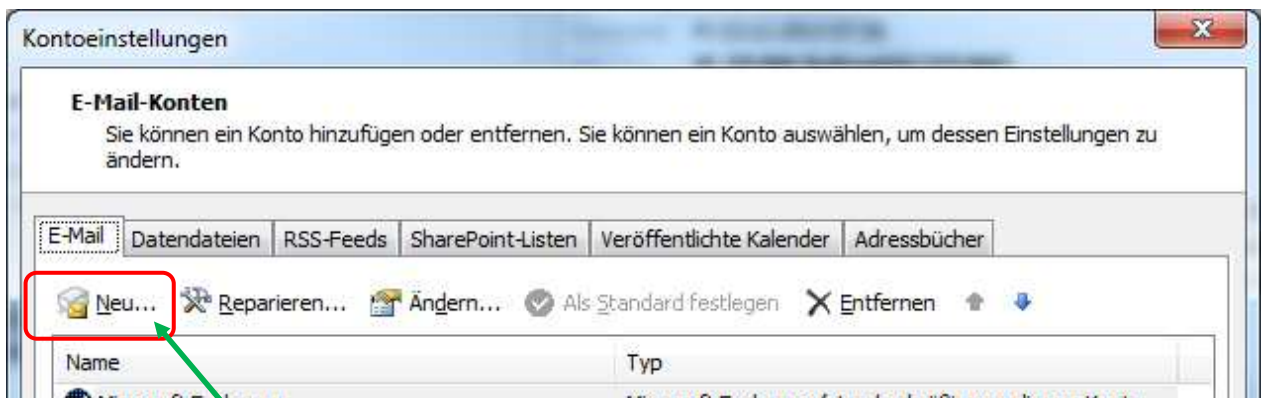 Kontoeinstellungen
E-Mail-Konten
Sie können ein Konto hinzufügen oder entfernen. Sie können ein Konto auswählen, um dessen Einstellungen zu
ändern.
E-Mail Datendateien RSS-Feeds SharePoint-Listen Veröffentlichte Kalender Adressbücher
Neu... Reparieren... Ändern... Als Standard festlegen Entfernen
Name Typ